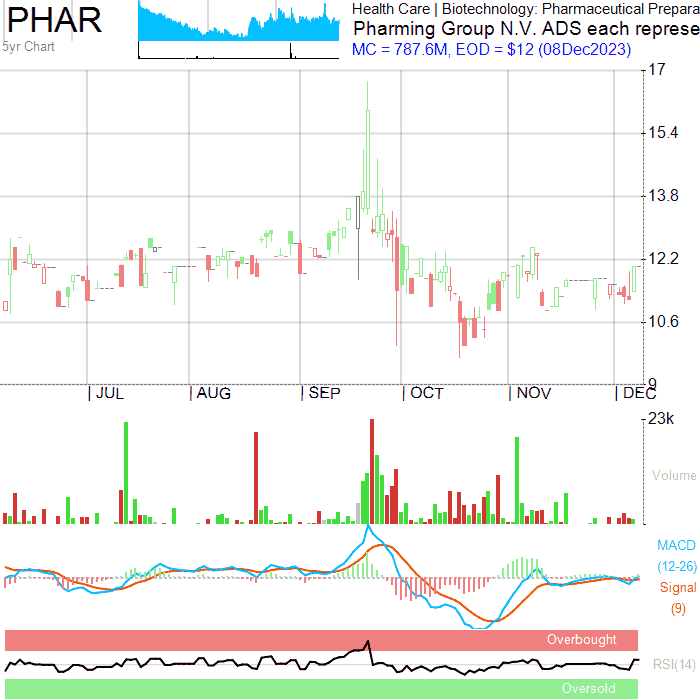 PHAR
5yr Chart
Health Care | Biotechnology: Pharmaceutical Prepara
Pharming Group N.V. ADS each represe
MC = 787.6M, EOD = $12 (08Dec2023)
17
15.4
13.8
12.2
10.6
9
JUL AUG SEP OCT NOV DEC
23k
Volume
MACD
(12-26)
Signal
(9)
Overbought
RSI(14)
Oversold